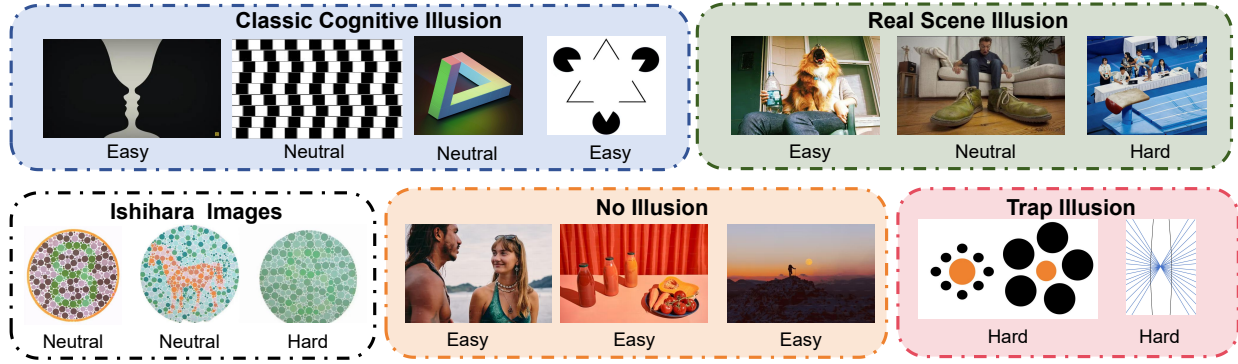 Classic Cognitive Illusion
Easy
Neutral
Neutral
Easy
Real Scene Illusion
Easy
Neutral
Hard
Ishihara Images
8
Neutral
Neutral
Hard
No Illusion
Easy
Easy
Easy
Trap Illusion
Hard
Hard